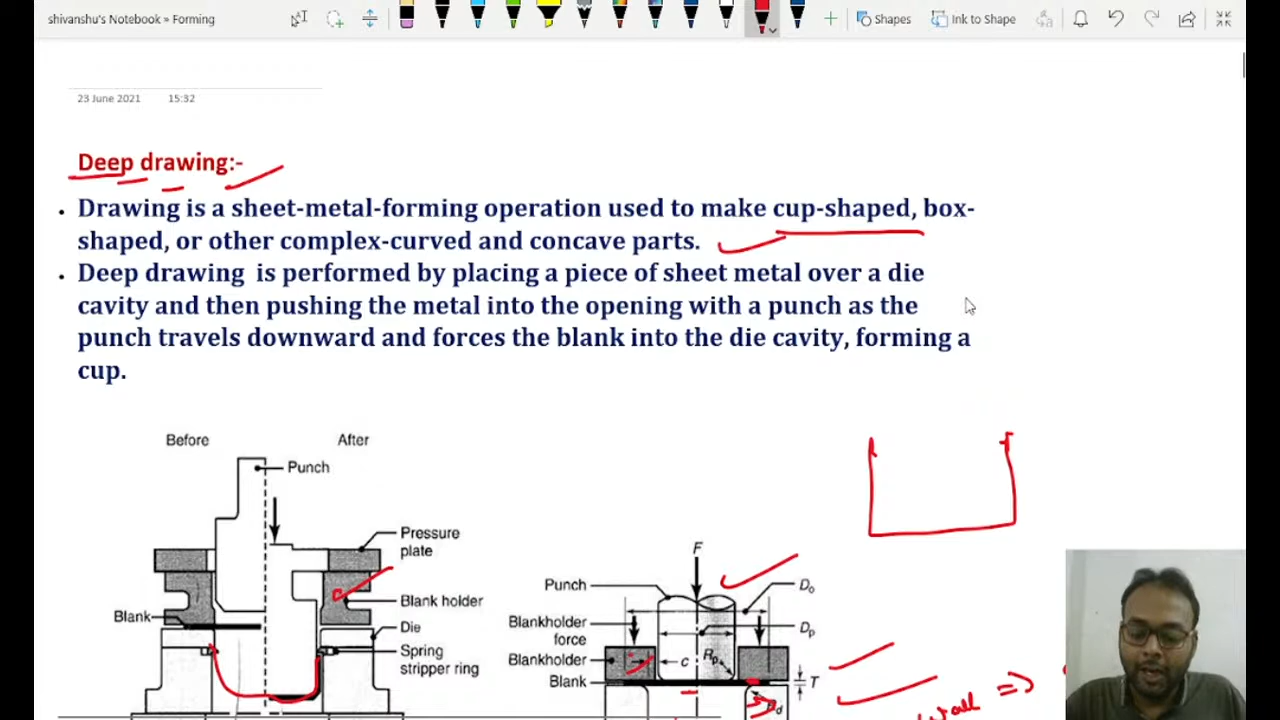 shivanshu's Notebook » Forming
Shapes
Ink to Shape
23 June 2021 15:32
Deep drawing:-
• Drawing is a sheet-metal-forming operation used to make cup-shaped, box-
shaped, or other complex-curved and concave parts.
• Deep drawing is performed by placing a piece of sheet metal over a die
cavity and then pushing the metal into the opening with a punch as the
punch travels downward and forces the blank into the die cavity, forming a
cup.
Before After
Punch
Pressure
plate
Blank holder
Blank
Die
Spring
stripper ring
F
Punch
Do
Blankholder
force
Dp
Blankholder
c
Rp
Blank
T
d
wall =>